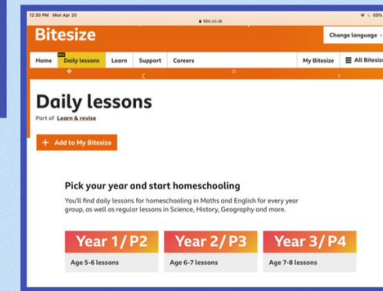 12:30 PM Mon Apr 20
bbc.co.uk
50%
Bitesize
Change language
Home
NEW
Daily lessons
Learn
Support
Careers
My Bitesize
All Bitesize
Daily lessons
Part of Learn & revise
+ Add to My Bitesize
Pick your year and start homeschooling
You'll find daily lessons for homeschooling in Maths and English for every year
group, as well as regular lessons in Science, History, Geography and more.
Year 1/ P2
Year 2/ P3
Year 3/ P4
Age 5-6 lessons
Age 6-7 lessons
Age 7-8 lessons